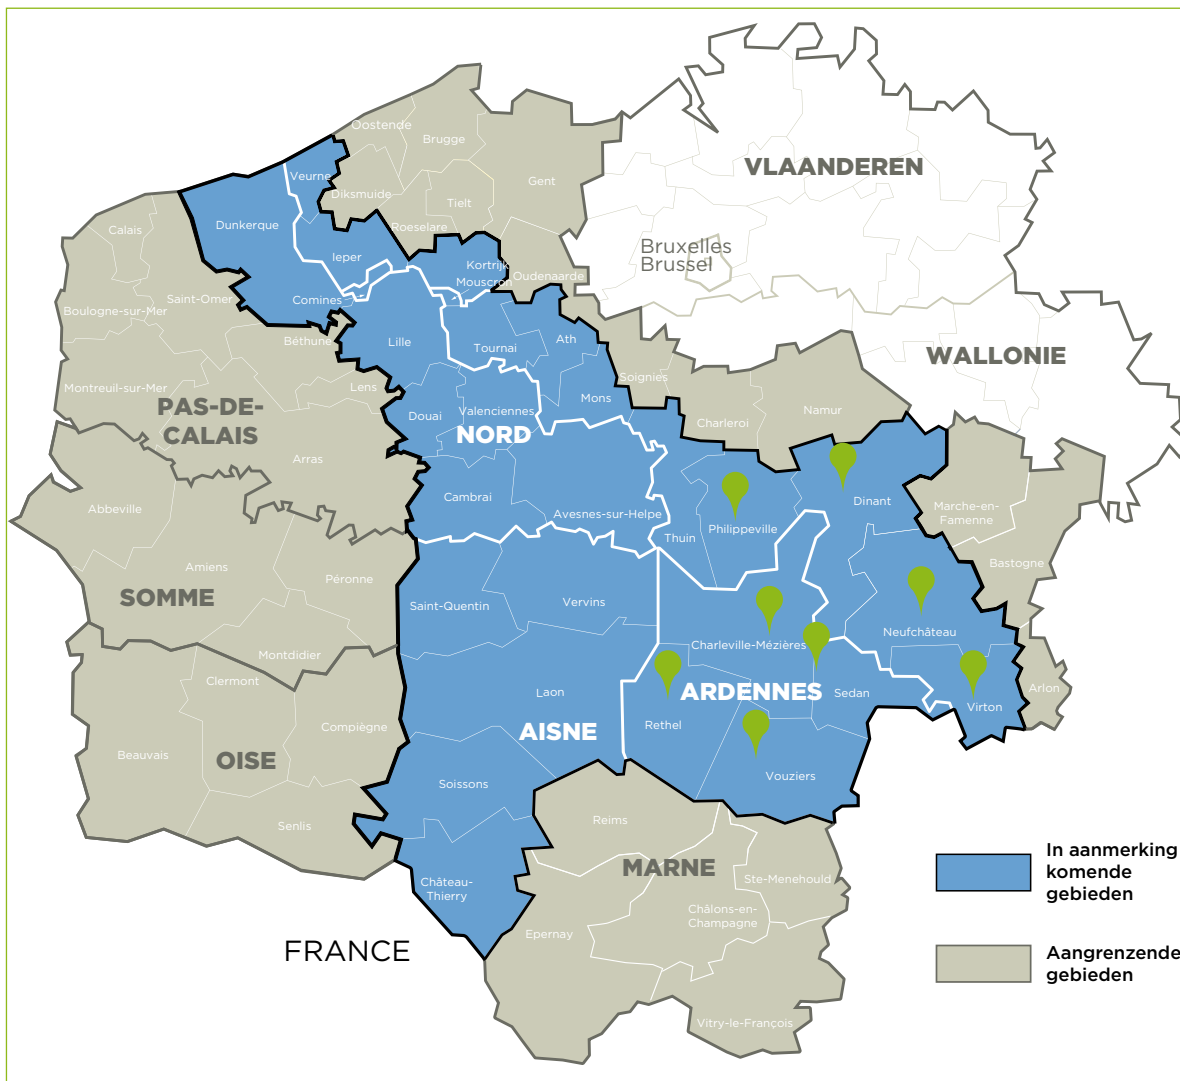 Oostende
Brugge
Gent
VLAANDEREN
Veurne
Diksmuide
Tielt
Roeselare
Dunkerque
Calais
Ieper
Bruxelles
Brussel
Kortrijk
Mouscron
Oudenaarde
Saint-Omer
Comines
Boulogne-sur-Mer
Béthune
Lille
Tournai
Ath
WALLONIE
Soignies
Montreuil-sur-Mer
Lens
Mons
PAS-DE-
CALAIS
Douai
Valenciennes
NORD
Charleroi
Namur
Arras
Cambrai
Dinant
Abbeville
Avesnes-sur-Helpe
Philippeville
Thuin
Marche-en-
Famenne
Bastogne
Amiens
Péronne
SOMME
Saint-Quentin
Vervins
Neufchâteau
Charleville-Mézières
Montdidier
Clermont
Laon
ARDENNES
Sedan
Arlon
Virton
Compiègne
Rethel
AISNE
Beauvais
OISE
Soissons
Vouziers
Senlis
Reims
MARNE
Château-
Thierry
Ste-Menehould
Châlons-en-
Champagne
Epernay
FRANCE
Vitry-le-François
In aanmerking
komende
gebieden
Aangrenzende
gebieden